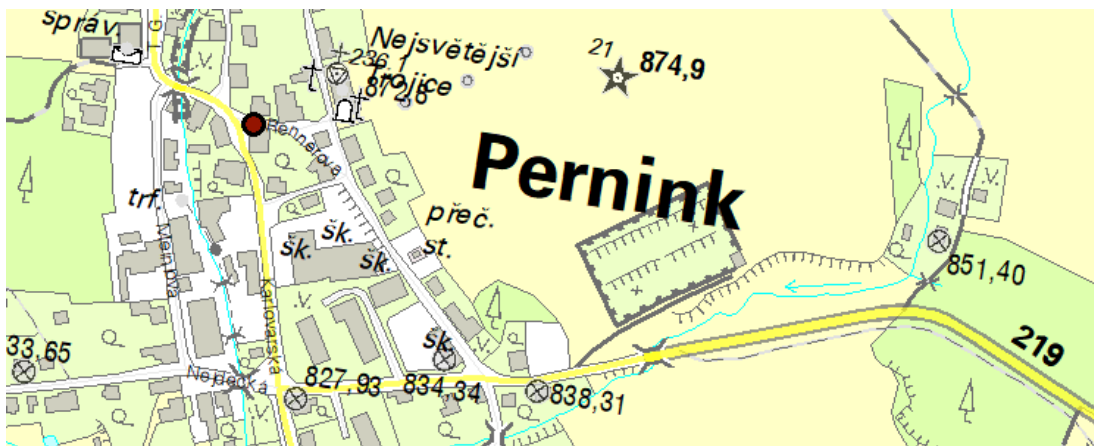 správ.
Nejsvětější
Trojice
236,1
872,6
21
874,9
Pernink
Rennerova
trf.
přeč.
st.
šk.
šk.
šk.
šk.
.V.
.V.
.V.
.V.
.V.
Karlovarská
Nejdecká
33,65
827,93
834,34
838,31
851,40
219